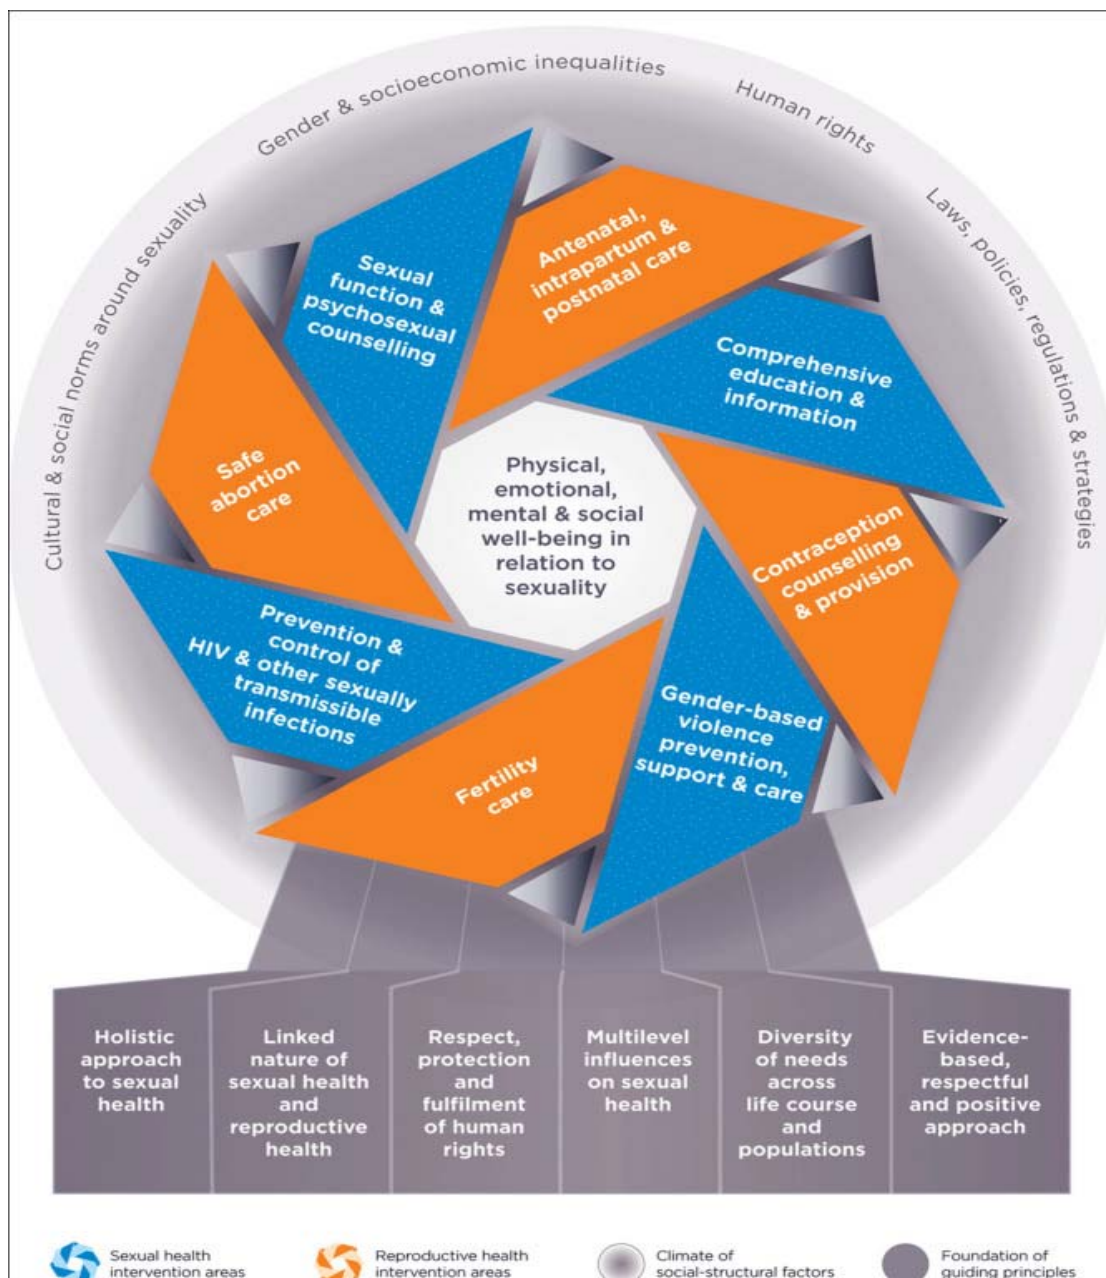 Cultural & social norms around sexuality
Gender & socioeconomic inequalities
Human rights
Laws, policies, regulations & strategies
Sexual
function &
psychosexual
counselling
Antenatal,
intrapartum &
postnatal care
Comprehensive
education &
information
Safe
abortion
care
Physical,
emotional,
mental & social
well-being in
relation to
sexuality
Contraception
counselling
& provision
Prevention &
control of
HIV & other sexually
transmissible
infections
Fertility
care
Gender-based
violence
prevention,
support & care
Holistic
approach
to sexual
health
Linked
nature of
sexual health
and
reproductive
health
Respect,
protection
and
fulfilment
of human
rights
Multilevel
influences
on sexual
health
Diversity
of needs
across
life course
and
populations
Evidence-
based,
respectful
and positive
approach
Sexual health
intervention areas
Reproductive health
intervention areas
Climate of
social-structural factors
Foundation of
guiding principles